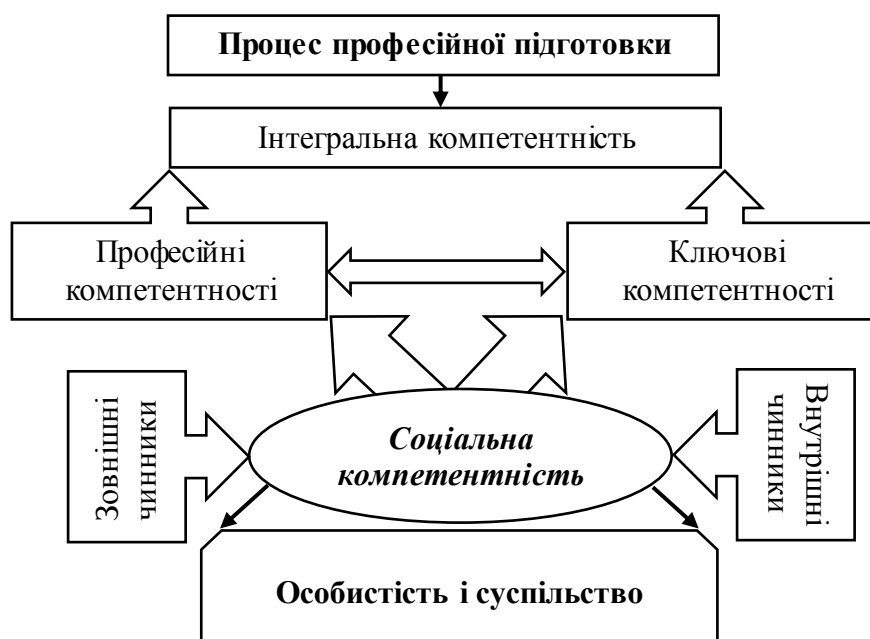 Процес професійної підготовки
Інтегральна компетентність
Професійні
компетентності
Ключові
компетентності
Зовнішні
чинники
Соціальна
компетентність
Внутрішні
чинники
Особистість і суспільство